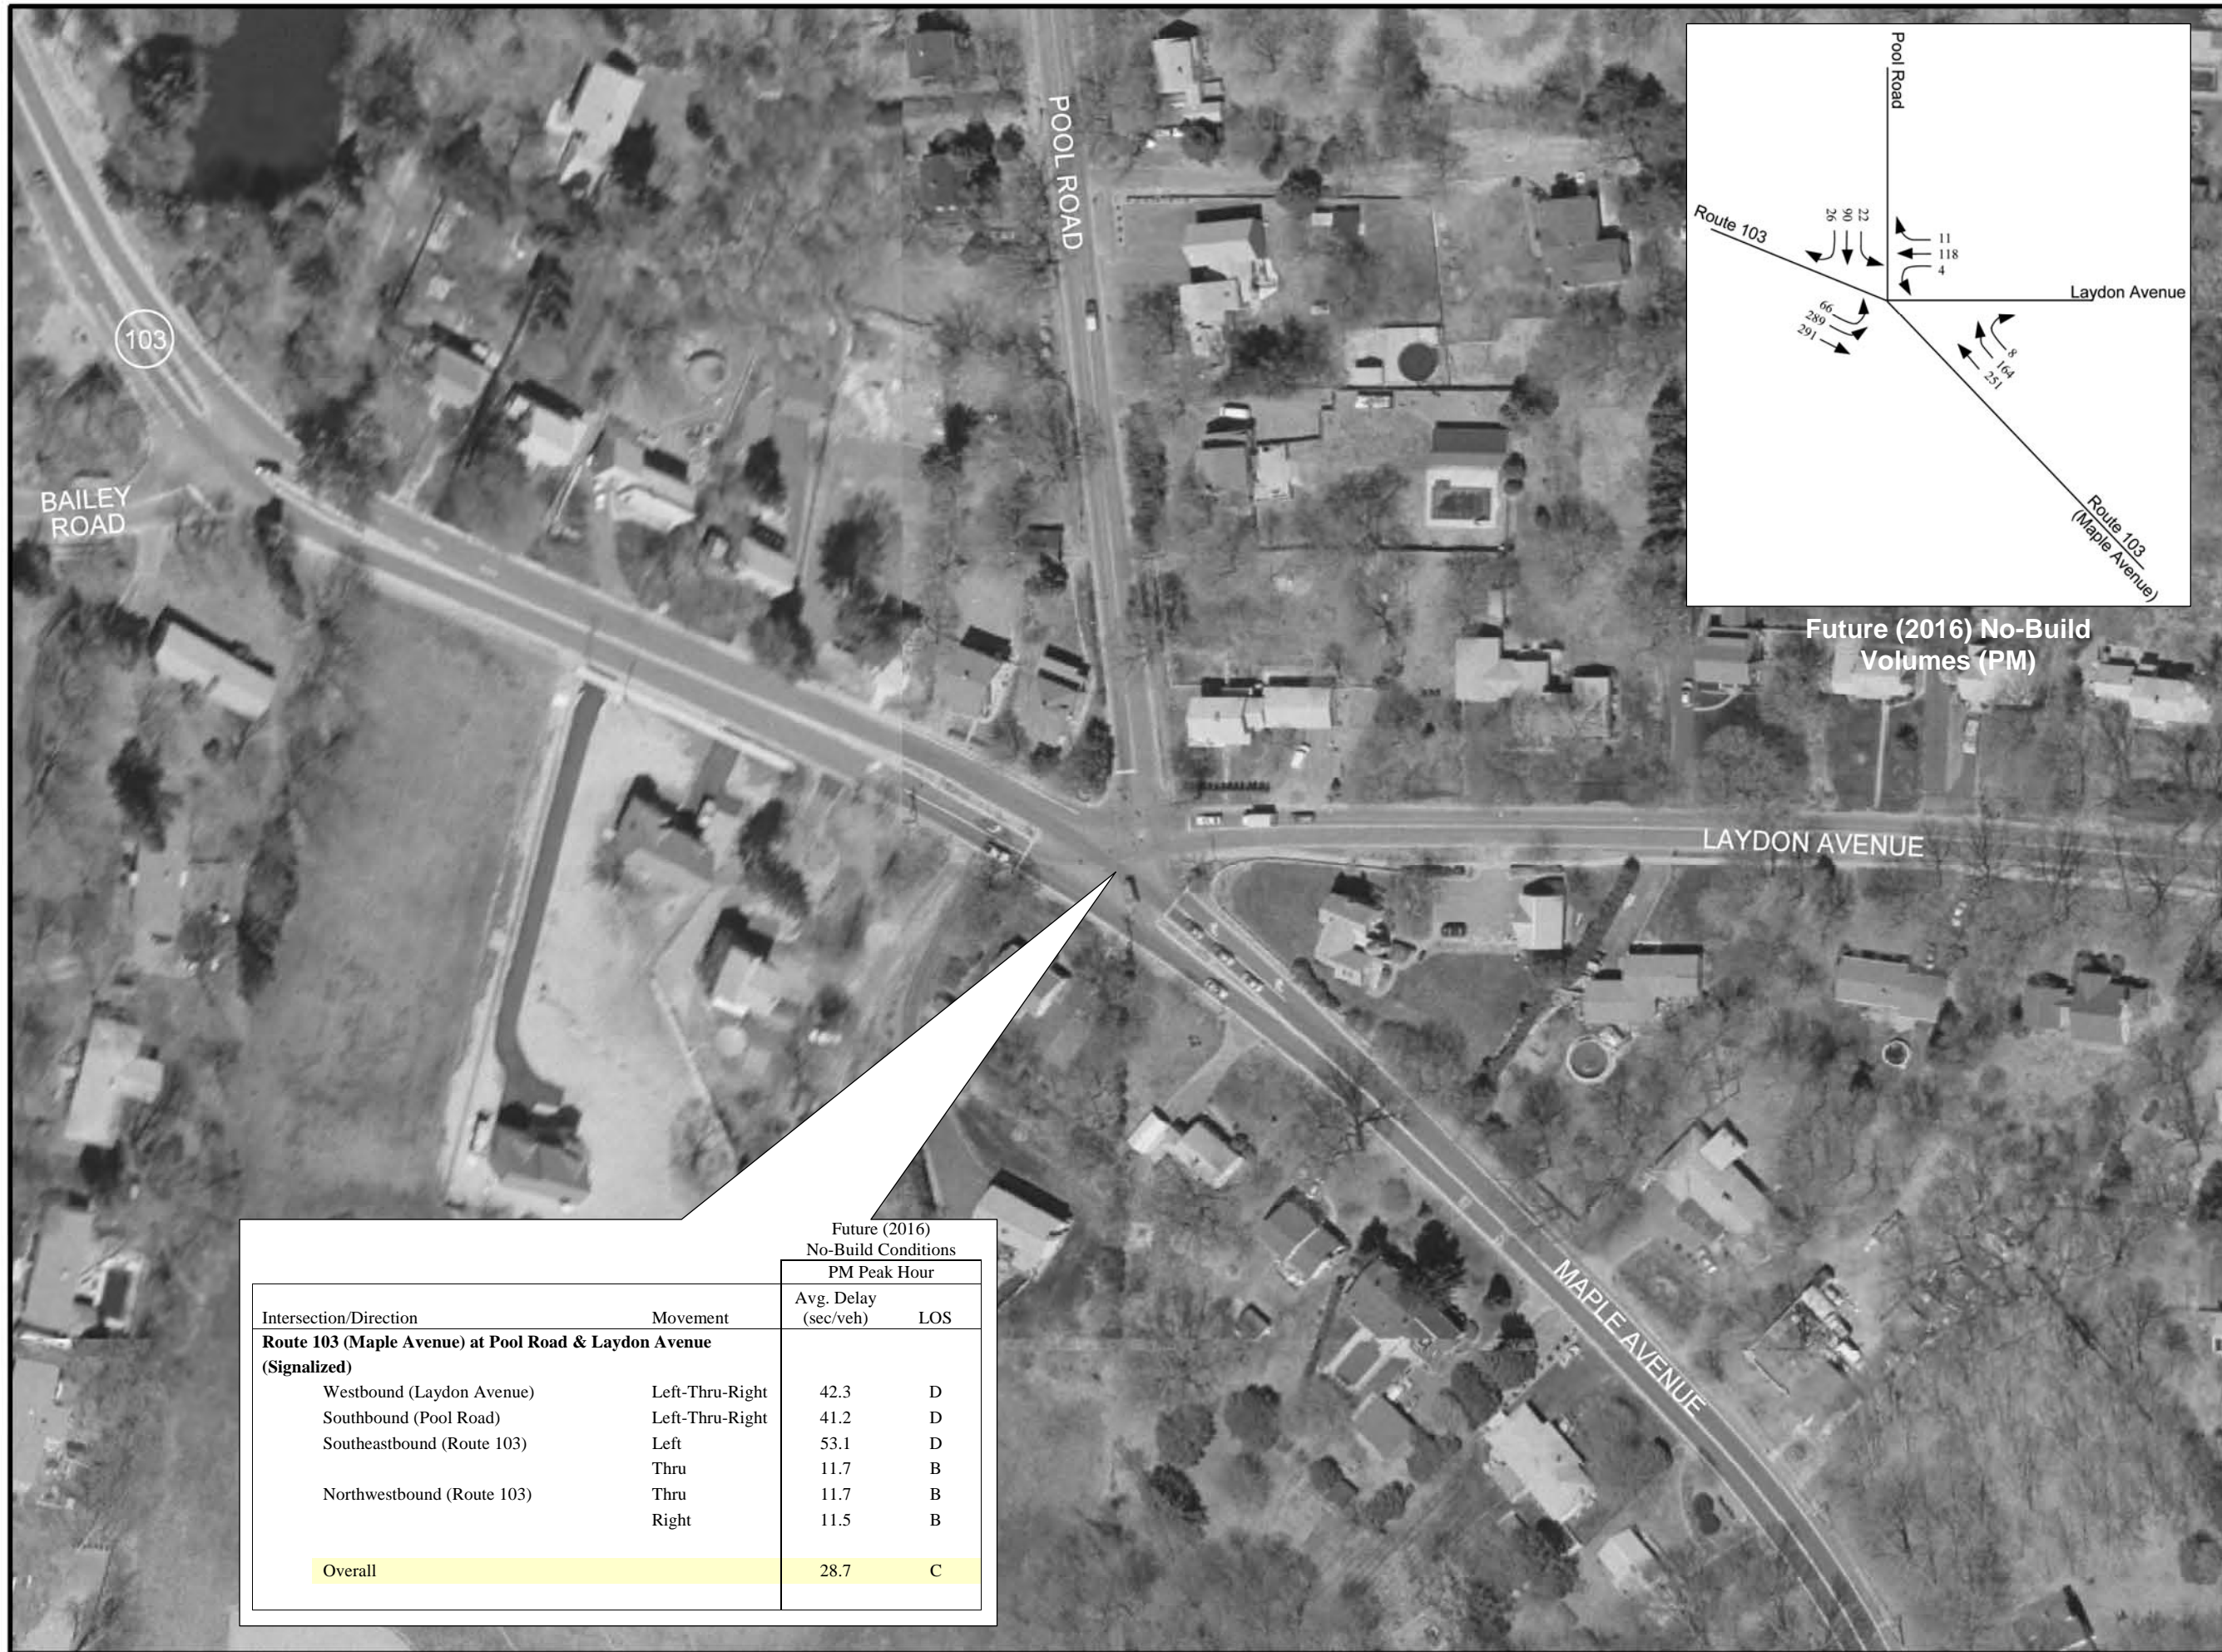 POOL ROAD
103
BAILEY
ROAD
LAYDON AVENUE
MAPLE AVENUE
Pool Road
Route 103
26
90
22
11
118
4
Laydon Avenue
66
289
291
8
164
251
Route 103
(Maple Avenue)
Future (2016) No-Build
Volumes (PM)
Future (2016)
No-Build Conditions
PM Peak Hour
Intersection/Direction Movement Avg. Delay (sec/veh) LOS
Route 103 (Maple Avenue) at Pool Road & Laydon Avenue
(Signalized)
Westbound (Laydon Avenue) Left-Thru-Right 42.3 D
Southbound (Pool Road) Left-Thru-Right 41.2 D
Southeastbound (Route 103) Left 53.1 D
Thru 11.7 B
Northwestbound (Route 103) Thru 11.7 B
Right 11.5 B
Overall 28.7 C